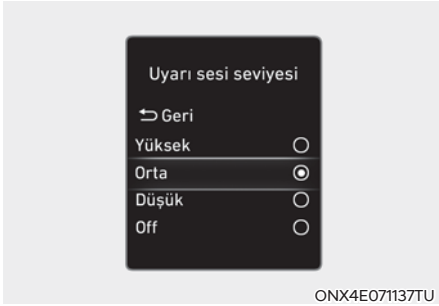 Uyarı sesi seviyesi
Geri
Yüksek
Orta
Düşük
Off
ONX4E071137TU